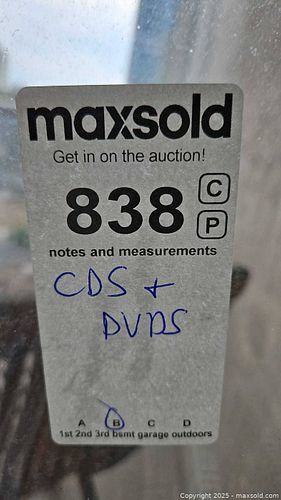 maxsold
Get in on the auction!
838 C
P
notes and measurements
CDS +
DVDS
A B C D
1st 2nd 3rd bsmt garage outdoors
Copyright © 2025 - maxsold.com